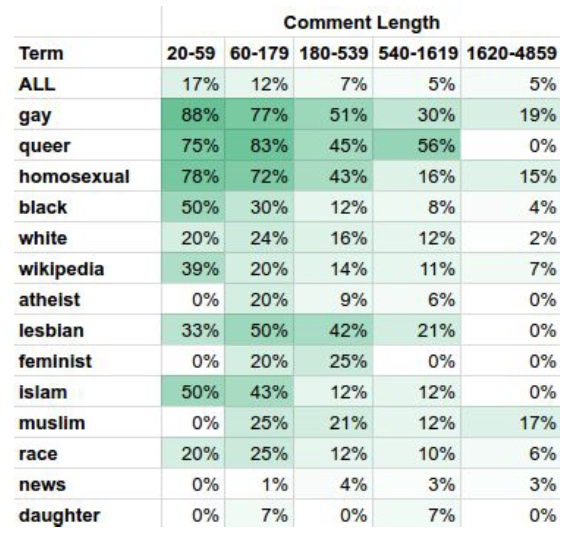 Comment Length
Term 20-59 60-179 180-539 540-1619 1620-4859
ALL 17% 12% 7% 5% 5%
gay 88% 77% 51% 30% 19%
queer 75% 83% 45% 56% 0%
homosexual 78% 72% 43% 16% 15%
black 50% 30% 12% 8% 4%
white 20% 24% 16% 12% 2%
wikipedia 39% 20% 14% 11% 7%
atheist 0% 20% 9% 6% 0%
lesbian 33% 50% 42% 21% 0%
feminist 0% 20% 25% 0% 0%
islam 50% 43% 12% 12% 0%
muslim 0% 25% 21% 12% 17%
race 20% 25% 12% 10% 6%
news 0% 1% 4% 3% 3%
daughter 0% 7% 0% 7% 0%